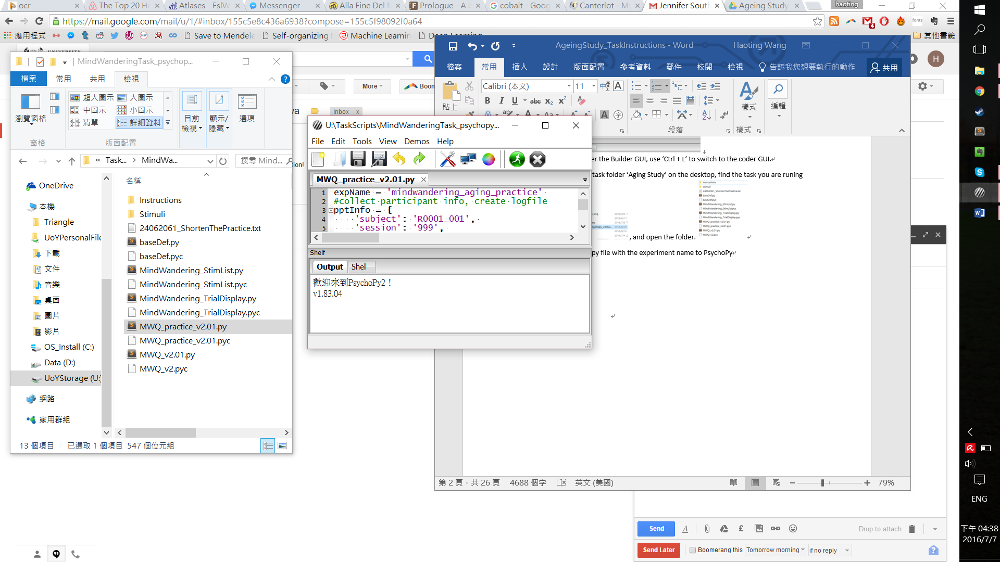 ocr
The Top 20 Ho
Atlases - FslW
Messenger
Alla Fine Del M
Prologue - A b
cobalt - Goog
Canterlot - M
Jennifer South
Ageing Study
haoting
https://mail.google.com/mail/u/1/#inbox/155c5e8c436a6938?compose=155c5f98092f0a64
4
fonts
應用程式
Save to Mendele
Self-organizing
Machine Learnin
其他書籤
MindWanderingTask_psychop...
檔案 常用 共用 檢視
瀏覽窗格
超大圖示 大圖示
中圖示 小圖示
清單 詳細資料
目前
檢視
顯示/
隱藏
選項
窗格
版面配置
« Task... > MindWa...
搜尋 Mind...
OneDrive
本機
Triangle
UoYPersonalFile
下載
文件
音樂
桌面
圖片
影片
OS_Install (C:)
Data (D:)
UoYStorage (U:)
網路
家用群組
名稱
Instructions
Stimuli
24062061_ShortenThePractice.txt
baseDef.py
baseDef.pyc
MindWandering_StimList.py
MindWandering_StimList.pyc
MindWandering_TrialDisplay.py
MindWandering_TrialDisplay.pyc
MWQ_practice_v2.01.py
MWQ_practice_v2.01.pyc
MWQ_v2.01.py
MWQ_v2.pyc
13 個項目 已選取 1 個項目 547 個位元組
More
Boon
Inbox x
U:\TaskScripts\MindWanderingTask_psychopy...
File Edit Tools View Demos Help
MWQ_practice_v2.01.py
1 expName = 'mindwandering_aging_practice'
2 #collect participant info, create logfile
3 pptInfo = {
4 'subject': 'R0001_001',
5 'session': '999',
Shelf
Output Shell
歡迎來到PsychoPy2！
v1.83.04
AgeingStudy_TaskInstructions - Word
Haoting Wang
檔案 常用 插入 設計 版面配置 參考資料 郵件 校閱 檢視 告訴我您想要執行的動作 共用
貼上
Calibri (本文) 11
樣式
編輯
段落
樣式
er the Builder GUI, use ‘Ctrl + L’ to switch to the coder GUI.
task folder ‘Aging Study’ on the desktop, find the task you are runing
, and open the folder.
py file with the experiment name to PsychoPy
第 2 頁，共 26 頁 4688 個字 英文 (美國)
79%
Send
Drop to attach
Send Later
Boomerang this Tomorrow morning if no reply
H
ENG
下午 04:38
2016/7/7